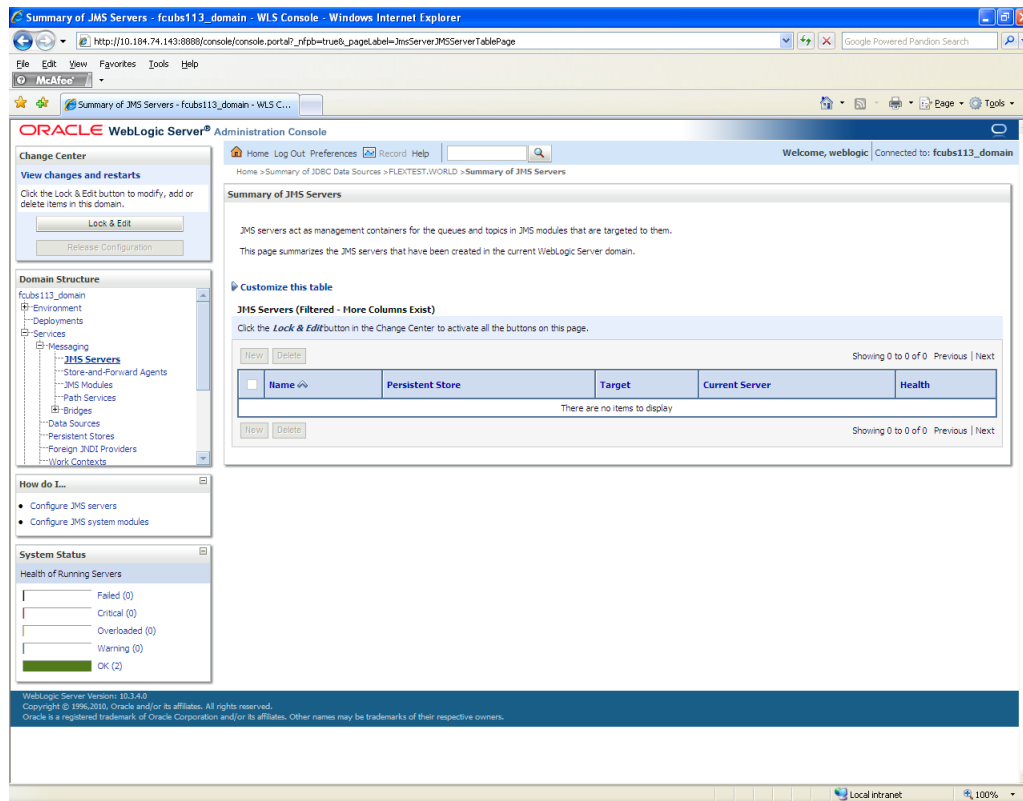 Summary of JMS Servers - fcubs113_domain - WLS Console - Windows Internet Explorer
http://10.184.74.143:8888/console/console.portal?_nfpb=true&_pageLabel=JmsServerJMSServerTablePage
Google Powered Pandion Search
File Edit View Favorites Tools Help
McAfee
Summary of JMS Servers - fcubs113_domain - WLS C...
Page Tools
ORACLE WebLogic Server® Administration Console
Change Center
View changes and restarts
Click the Lock & Edit button to modify, add or
delete items in this domain.
Lock & Edit
Release Configuration
Domain Structure
fcubs113_domain
Environment
Deployments
Services
Messaging
JMS Servers
Store-and-Forward Agents
JMS Modules
Path Services
Bridges
Data Sources
Persistent Stores
Foreign JNDI Providers
Work Contexts
How do I...
Configure JMS servers
Configure JMS system modules
System Status
Health of Running Servers
Failed (0)
Critical (0)
Overloaded (0)
Warning (0)
OK (2)
Home Log Out Preferences Record Help
Welcome, weblogic Connected to: fcubs113_domain
Home >Summary of JDBC Data Sources >FLEXTEST.WORLD >Summary of JMS Servers
Summary of JMS Servers
JMS servers act as management containers for the queues and topics in JMS modules that are targeted to them.
This page summarizes the JMS servers that have been created in the current WebLogic Server domain.
Customize this table
JMS Servers (Filtered - More Columns Exist)
Click the Lock & Edit button in the Change Center to activate all the buttons on this page.
New Delete Showing 0 to 0 of 0 Previous | Next
Name Persistent Store Target Current Server Health
There are no items to display
New Delete Showing 0 to 0 of 0 Previous | Next
WebLogic Server Version: 10.3.4.0
Copyright © 1996,2010, Oracle and/or its affiliates. All rights reserved.
Oracle is a registered trademark of Oracle Corporation and/or its affiliates. Other names may be trademarks of their respective owners.
Local intranet 100%